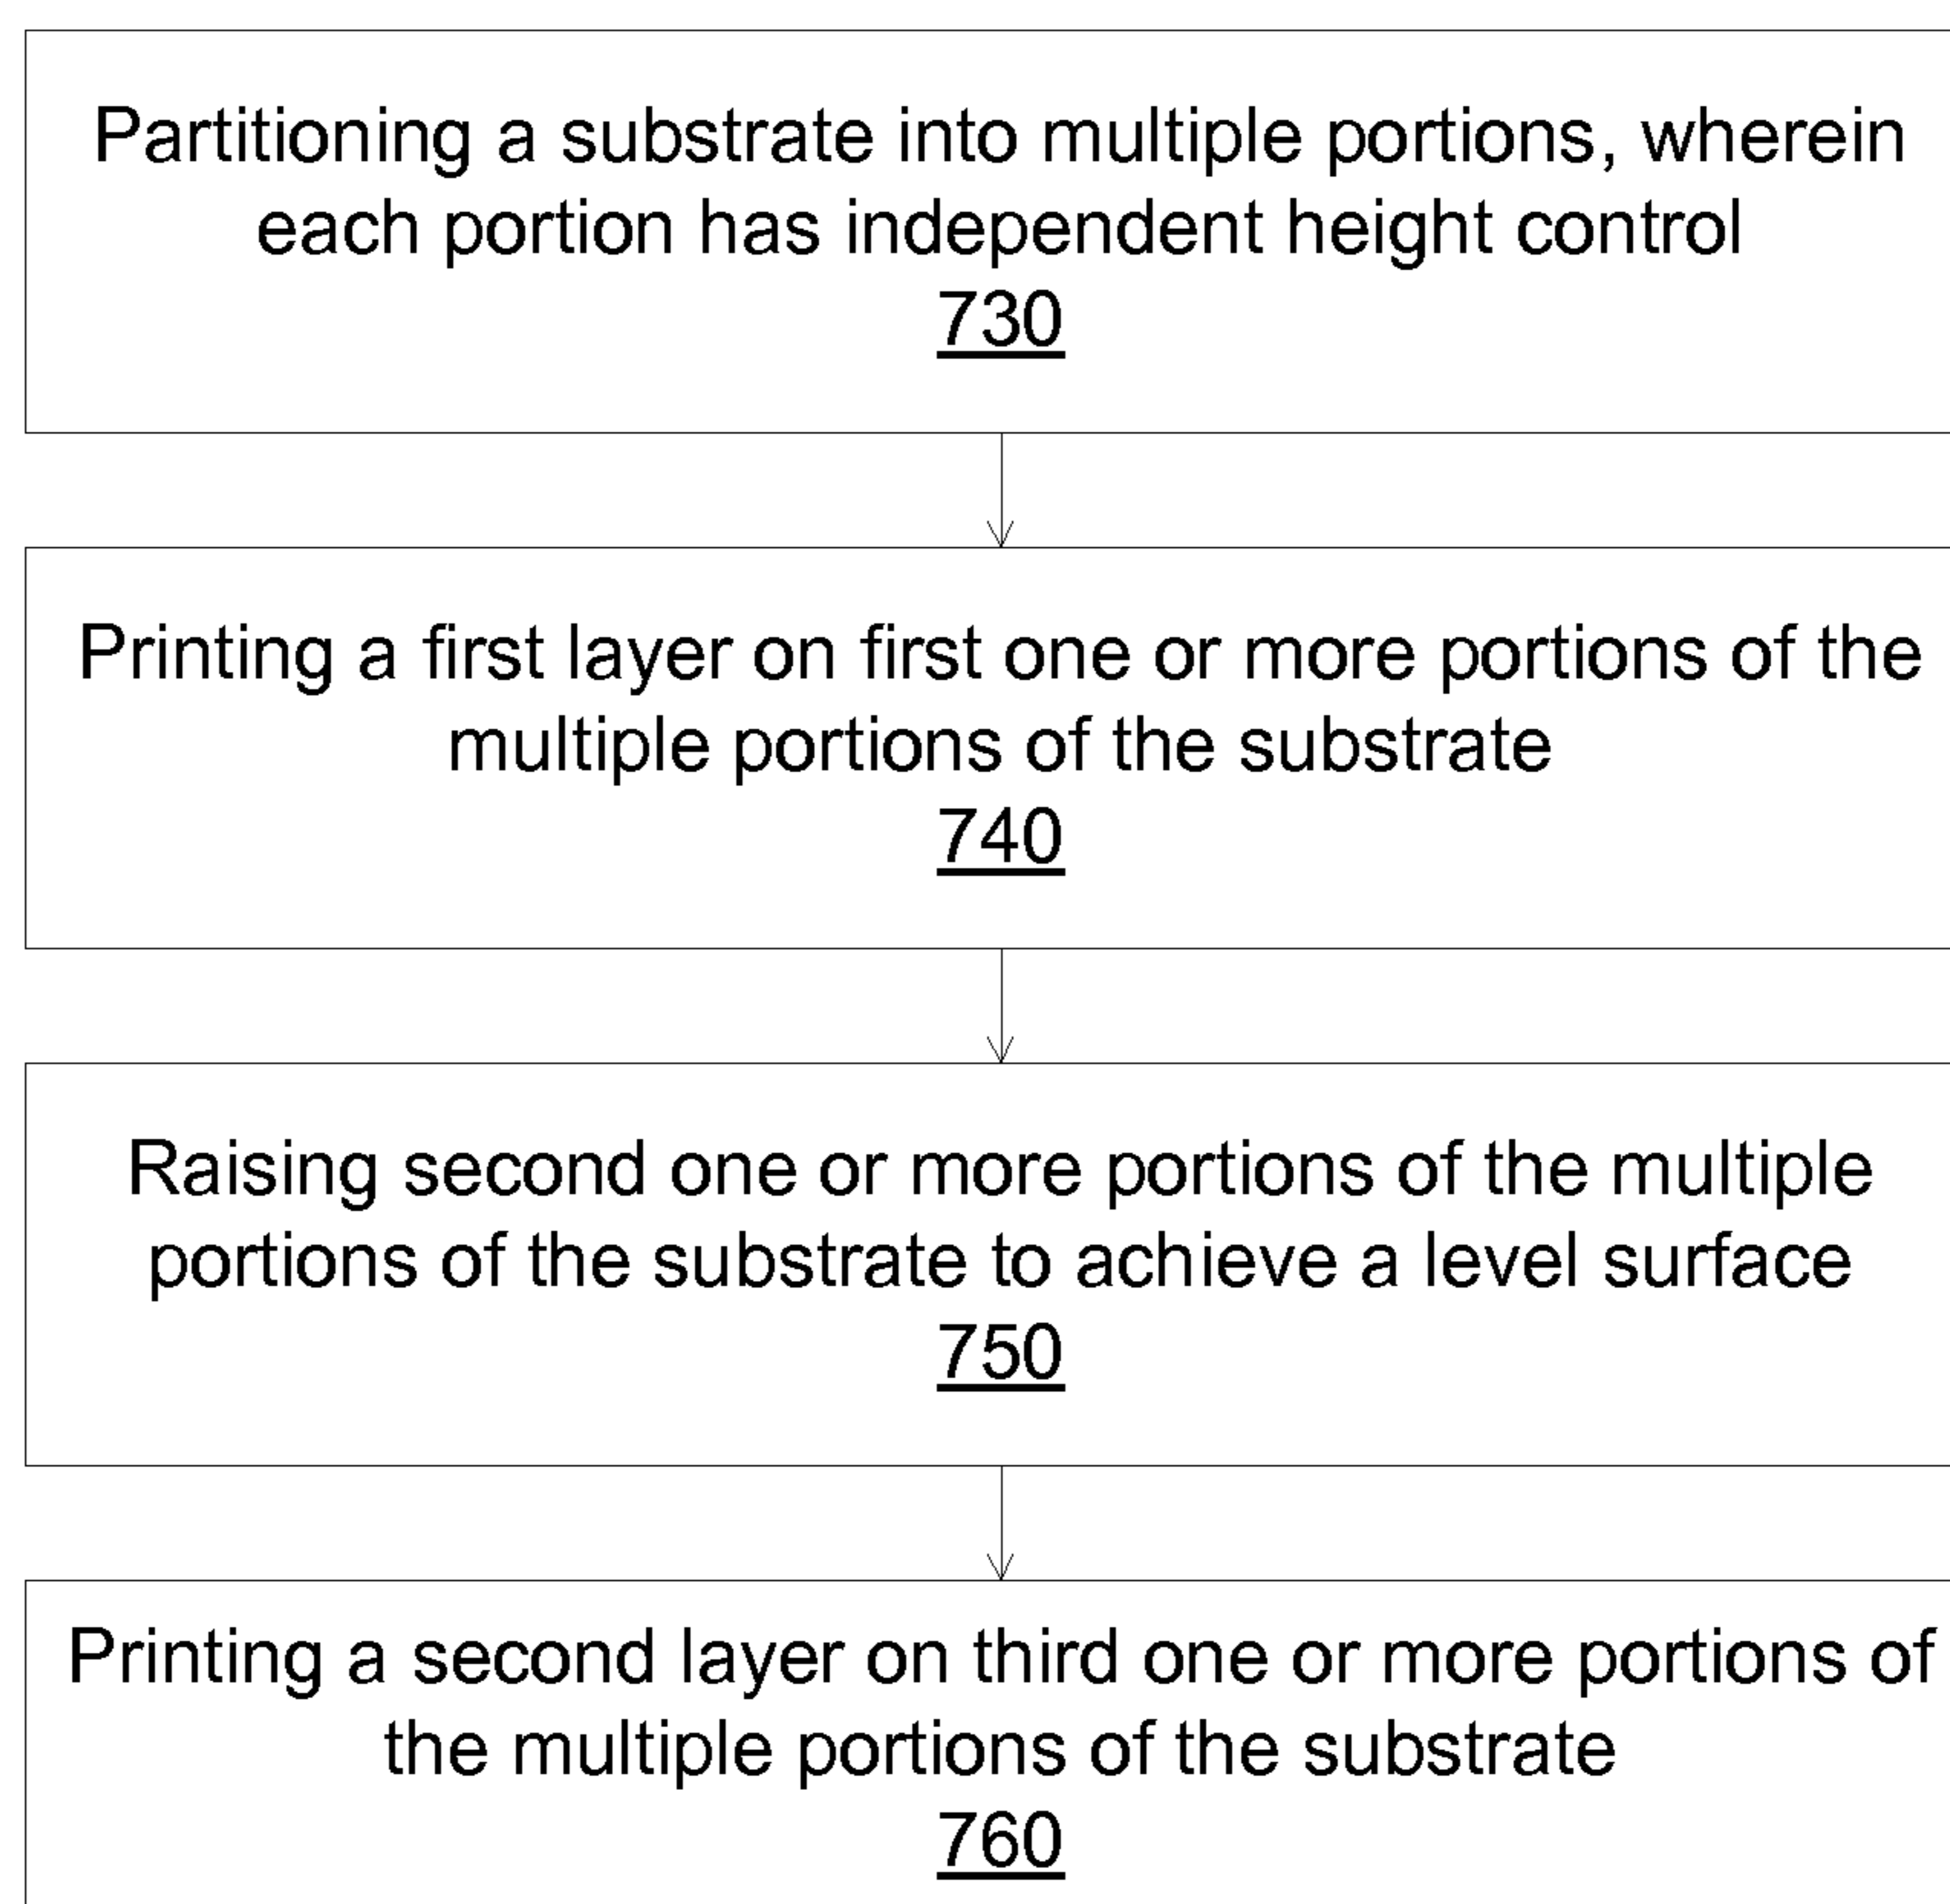 Partitioning a substrate into multiple portions, wherein
each portion has independent height control
730
Printing a first layer on first one or more portions of the
multiple portions of the substrate
740
Raising second one or more portions of the multiple
portions of the substrate to achieve a level surface
750
Printing a second layer on third one or more portions of
the multiple portions of the substrate
760